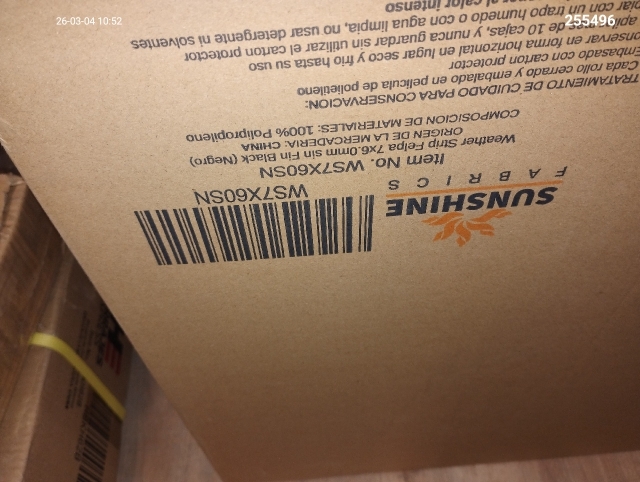 26-03-04 10:52
255496
SUNSHINE
FABRICS
WS7X60SN
Item No. WS7X60SN
Weather Strip Felpa 7x6.0mm sin Fin Black (Negro)
ORIGEN DE LA MERCADERIA: CHINA
COMPOSICION DE MATERIALES: 100% Polipropileno
TRATAMIENTO DE CUIDADO PARA CONSERVACION:
Cada rollo cerrado y embalado en pelicula de polietileno
Embasado con carton protector
conservar en forma horizontal en lugar seco y frio hasta su uso
de 10 cajas, y nunca guardar sin utilizar el carton protector
con un trapo humedo o con agua limpia, no usar detergente ni solventes
al calor intenso